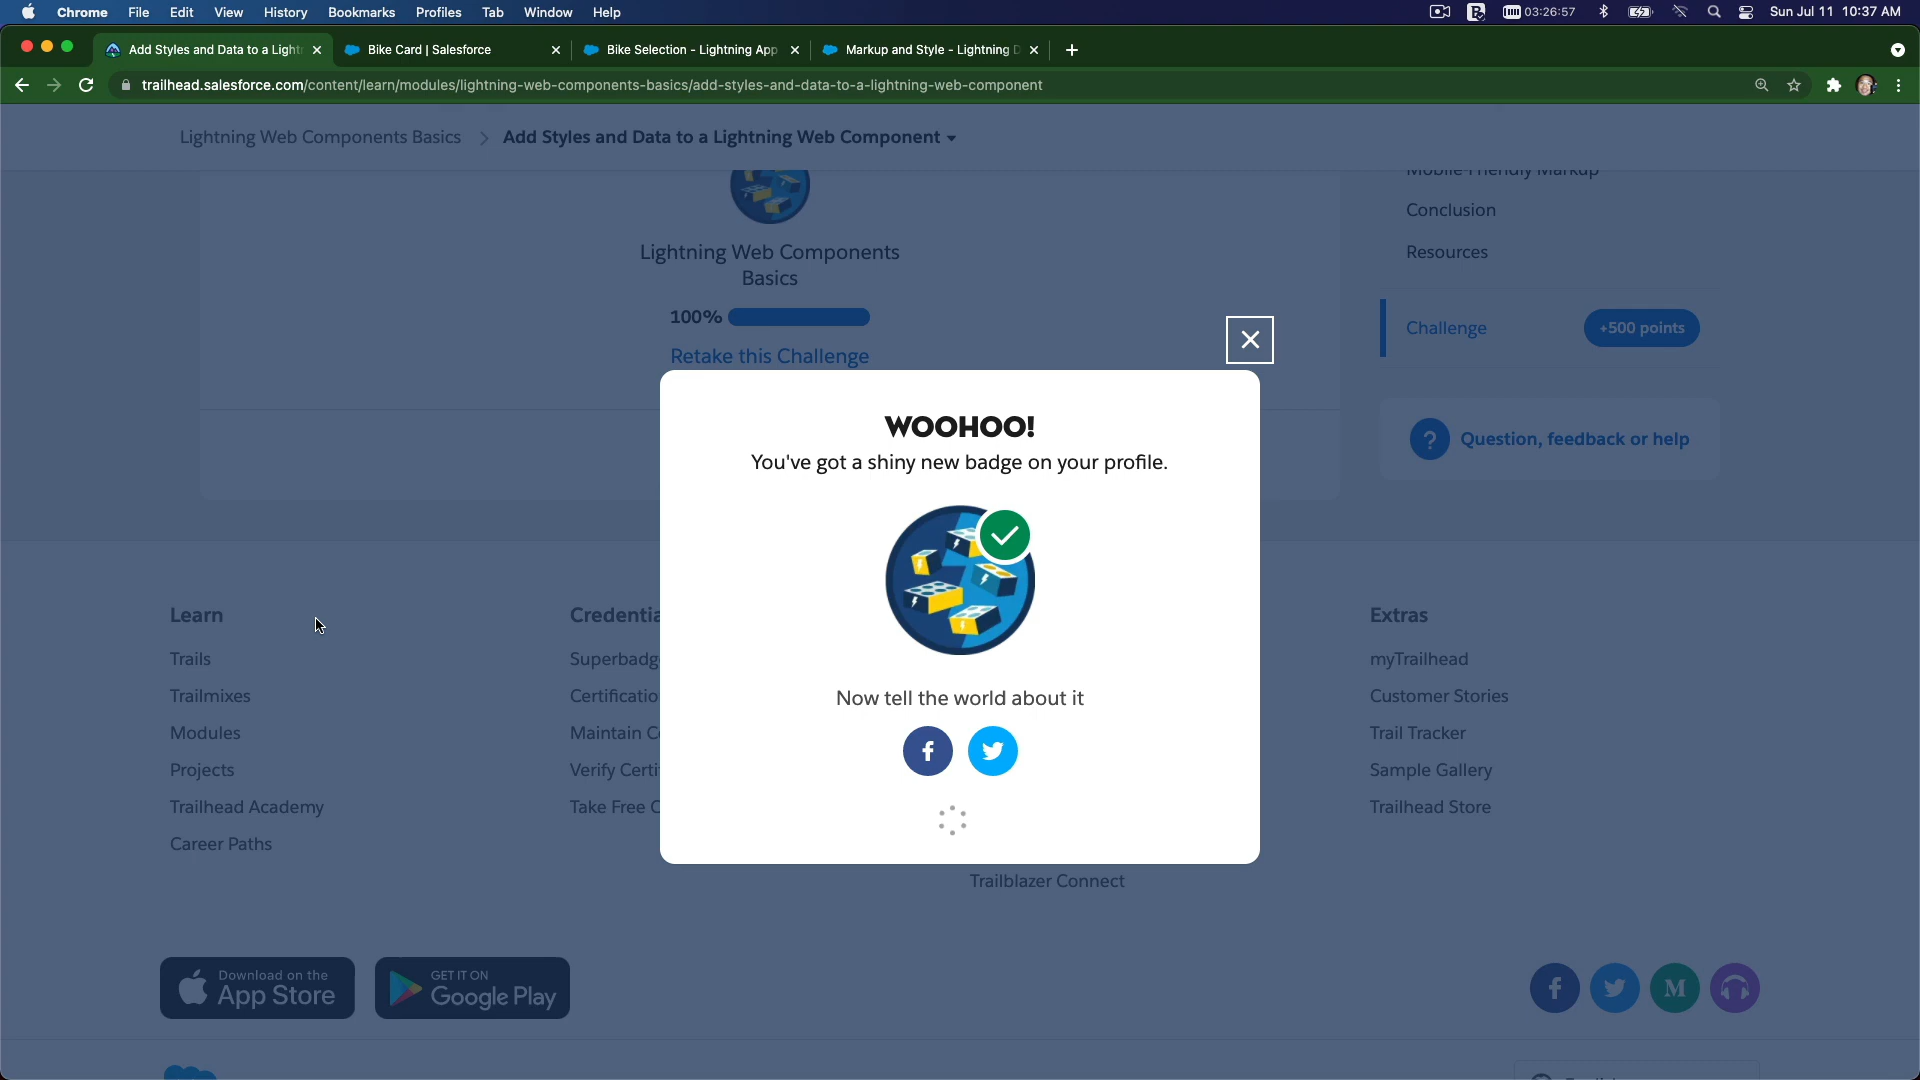 Chrome File Edit View History Bookmarks Profiles Tab Window Help 03:26:57 Sun Jul 11 10:37 AM
Add Styles and Data to a Light Bike Card | Salesforce Bike Selection - Lightning App Markup and Style - Lightning D
trailhead.salesforce.com/content/learn/modules/lightning-web-components-basics/add-styles-and-data-to-a-lightning-web-component
Lightning Web Components Basics > Add Styles and Data to a Lightning Web Component
Mobile-Friendly Markup
Conclusion
Resources
Lightning Web Components
Basics
100%
Retake this Challenge
Challenge +500 points
? Question, feedback or help
WOOHOO!
You've got a shiny new badge on your profile.
Now tell the world about it
Learn
Trails
Trailmixes
Modules
Projects
Trailhead Academy
Career Paths
Credentia
Superbadg
Certificatio
Maintain C
Verify Certi
Take Free C
Trailblazer Connect
Extras
myTrailhead
Customer Stories
Trail Tracker
Sample Gallery
Trailhead Store
Download on the
App Store
GET IT ON
Google Play